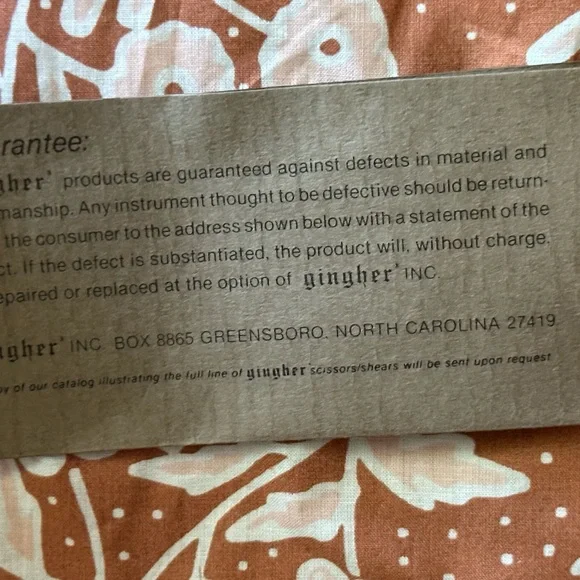 rantee:
gher' products are guaranteed against defects in material and
manship. Any instrument thought to be defective should be return-
the consumer to the address shown below with a statement of the
ct. If the defect is substantiated, the product will, without charge,
epaired or replaced at the option of gingher' INC.
ngher' INC. BOX 8865 GREENSBORO, NORTH CAROLINA 27419
py of our catalog illustrating the full line of gingher' scissors/shears will be sent upon request